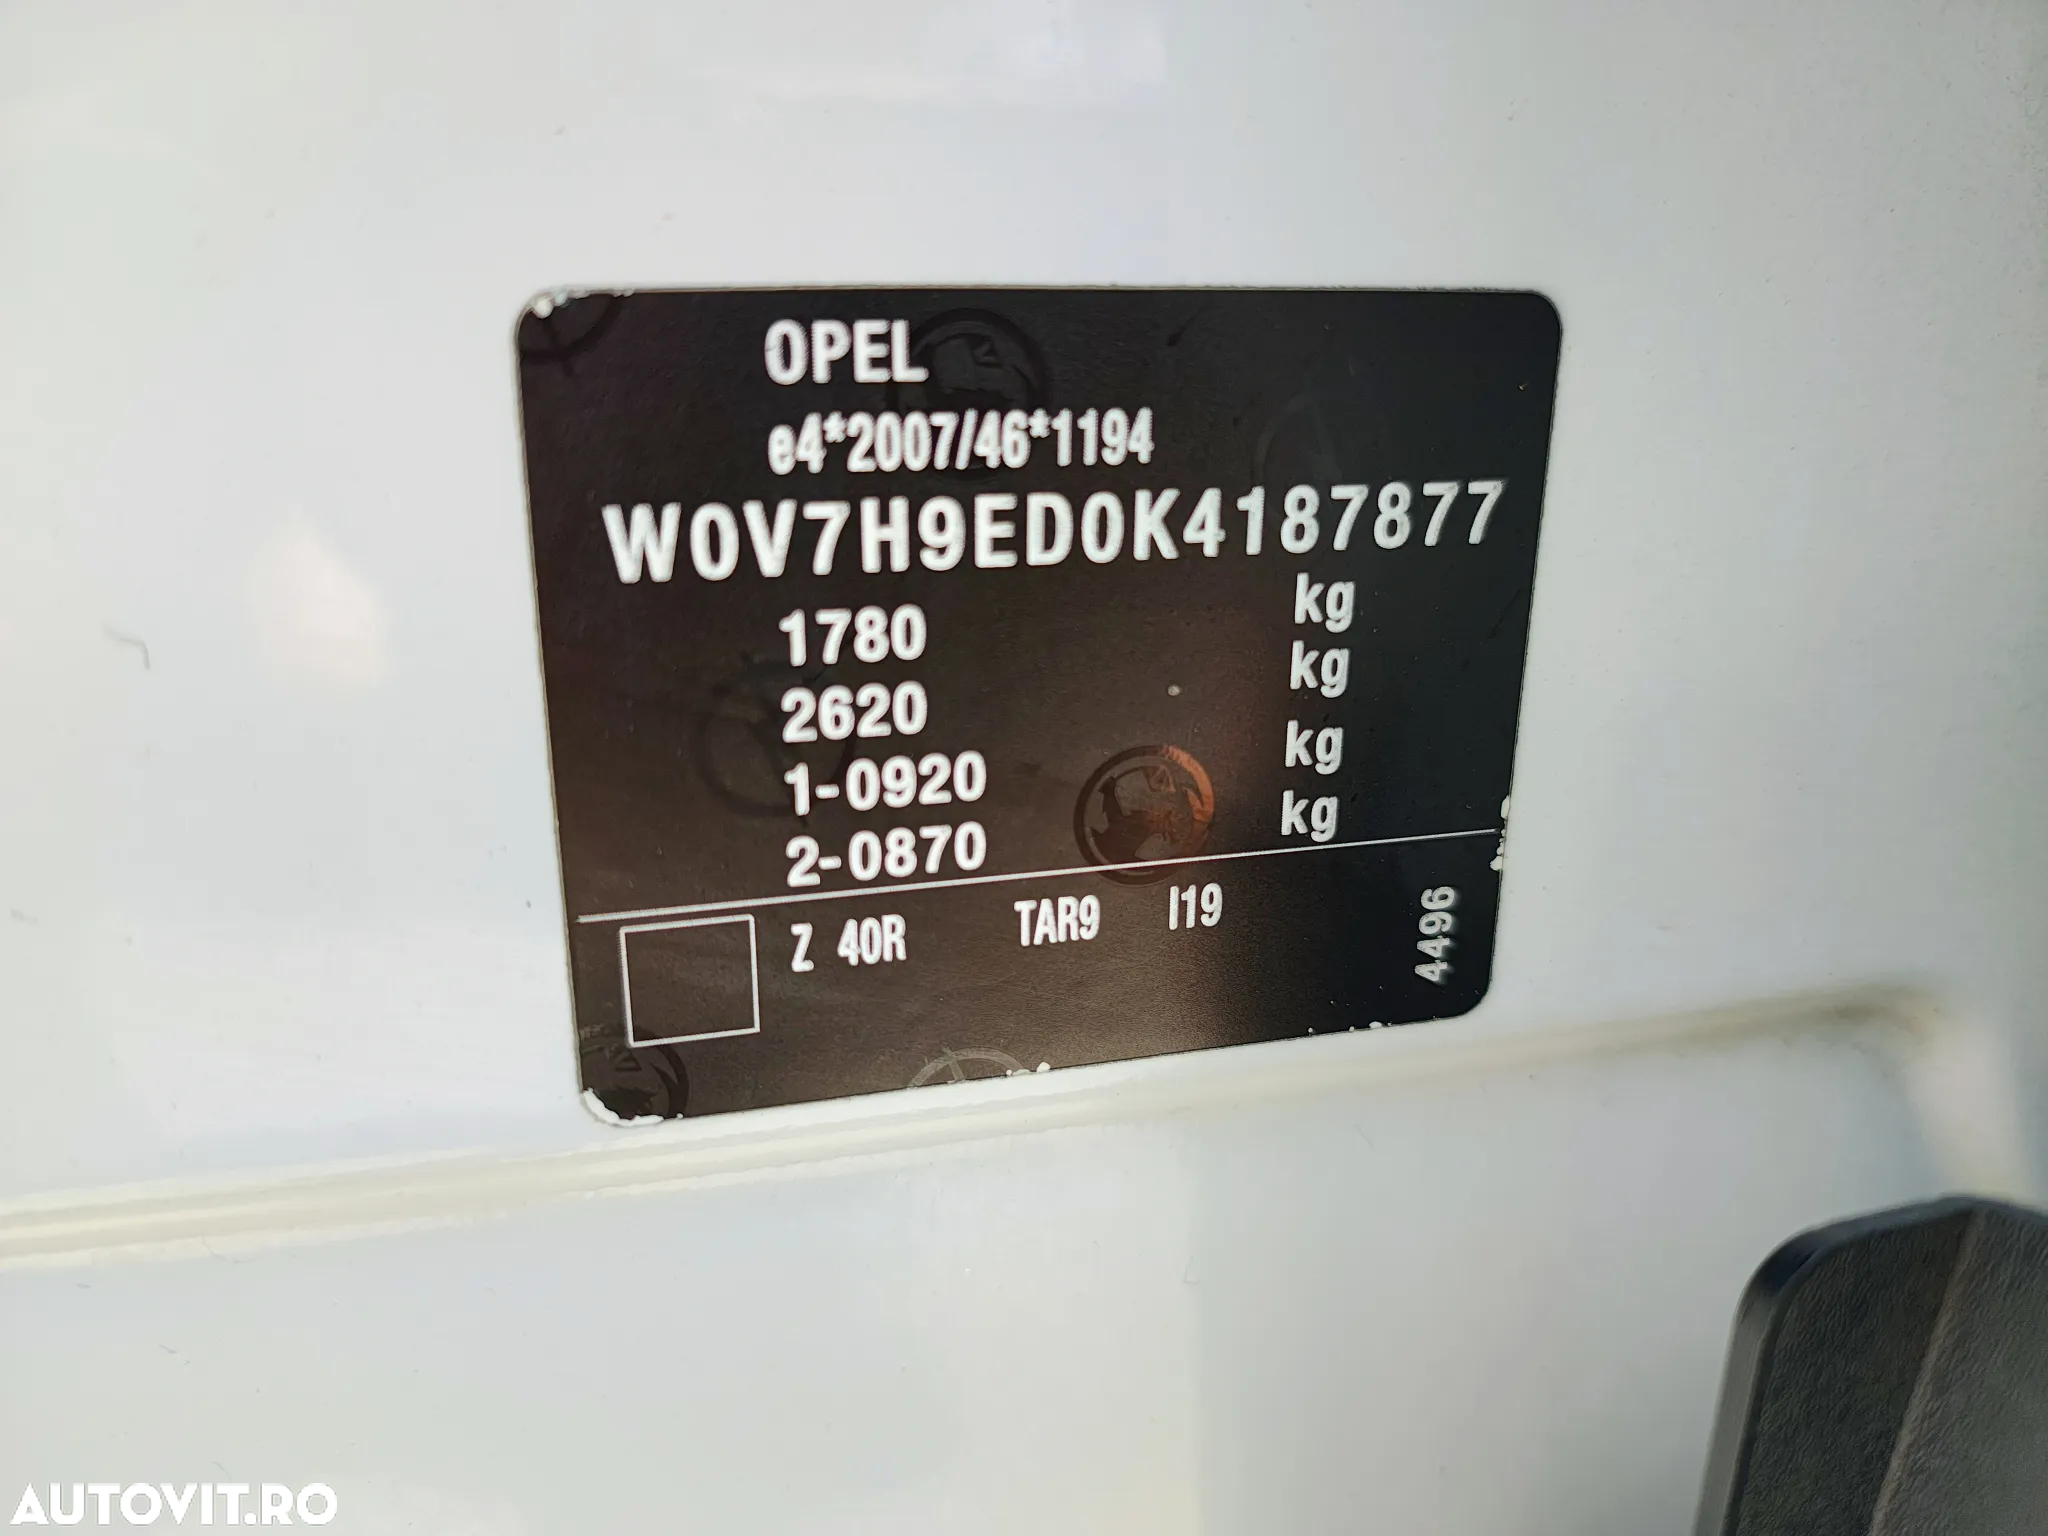 OPEL
e4*2007/46*1194
W0V7H9ED0K4187877
1780 kg
2620 kg
1-0920 kg
2-0870 kg
Z 40R TAR9 I19
4496
AUTOVIT.RO